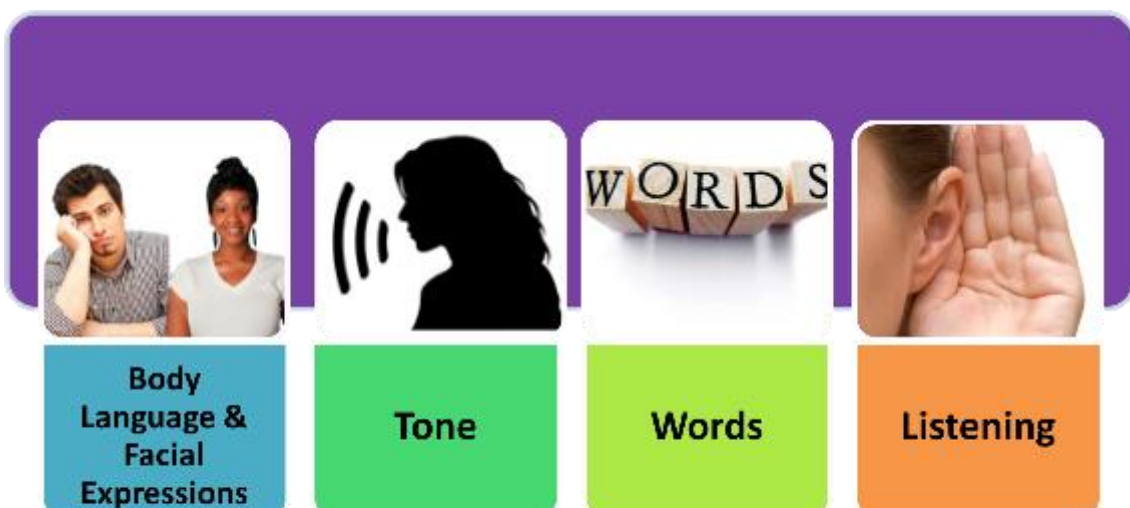 WORDS
Body
Language &
Facial
Expressions
Tone
Words
Listening